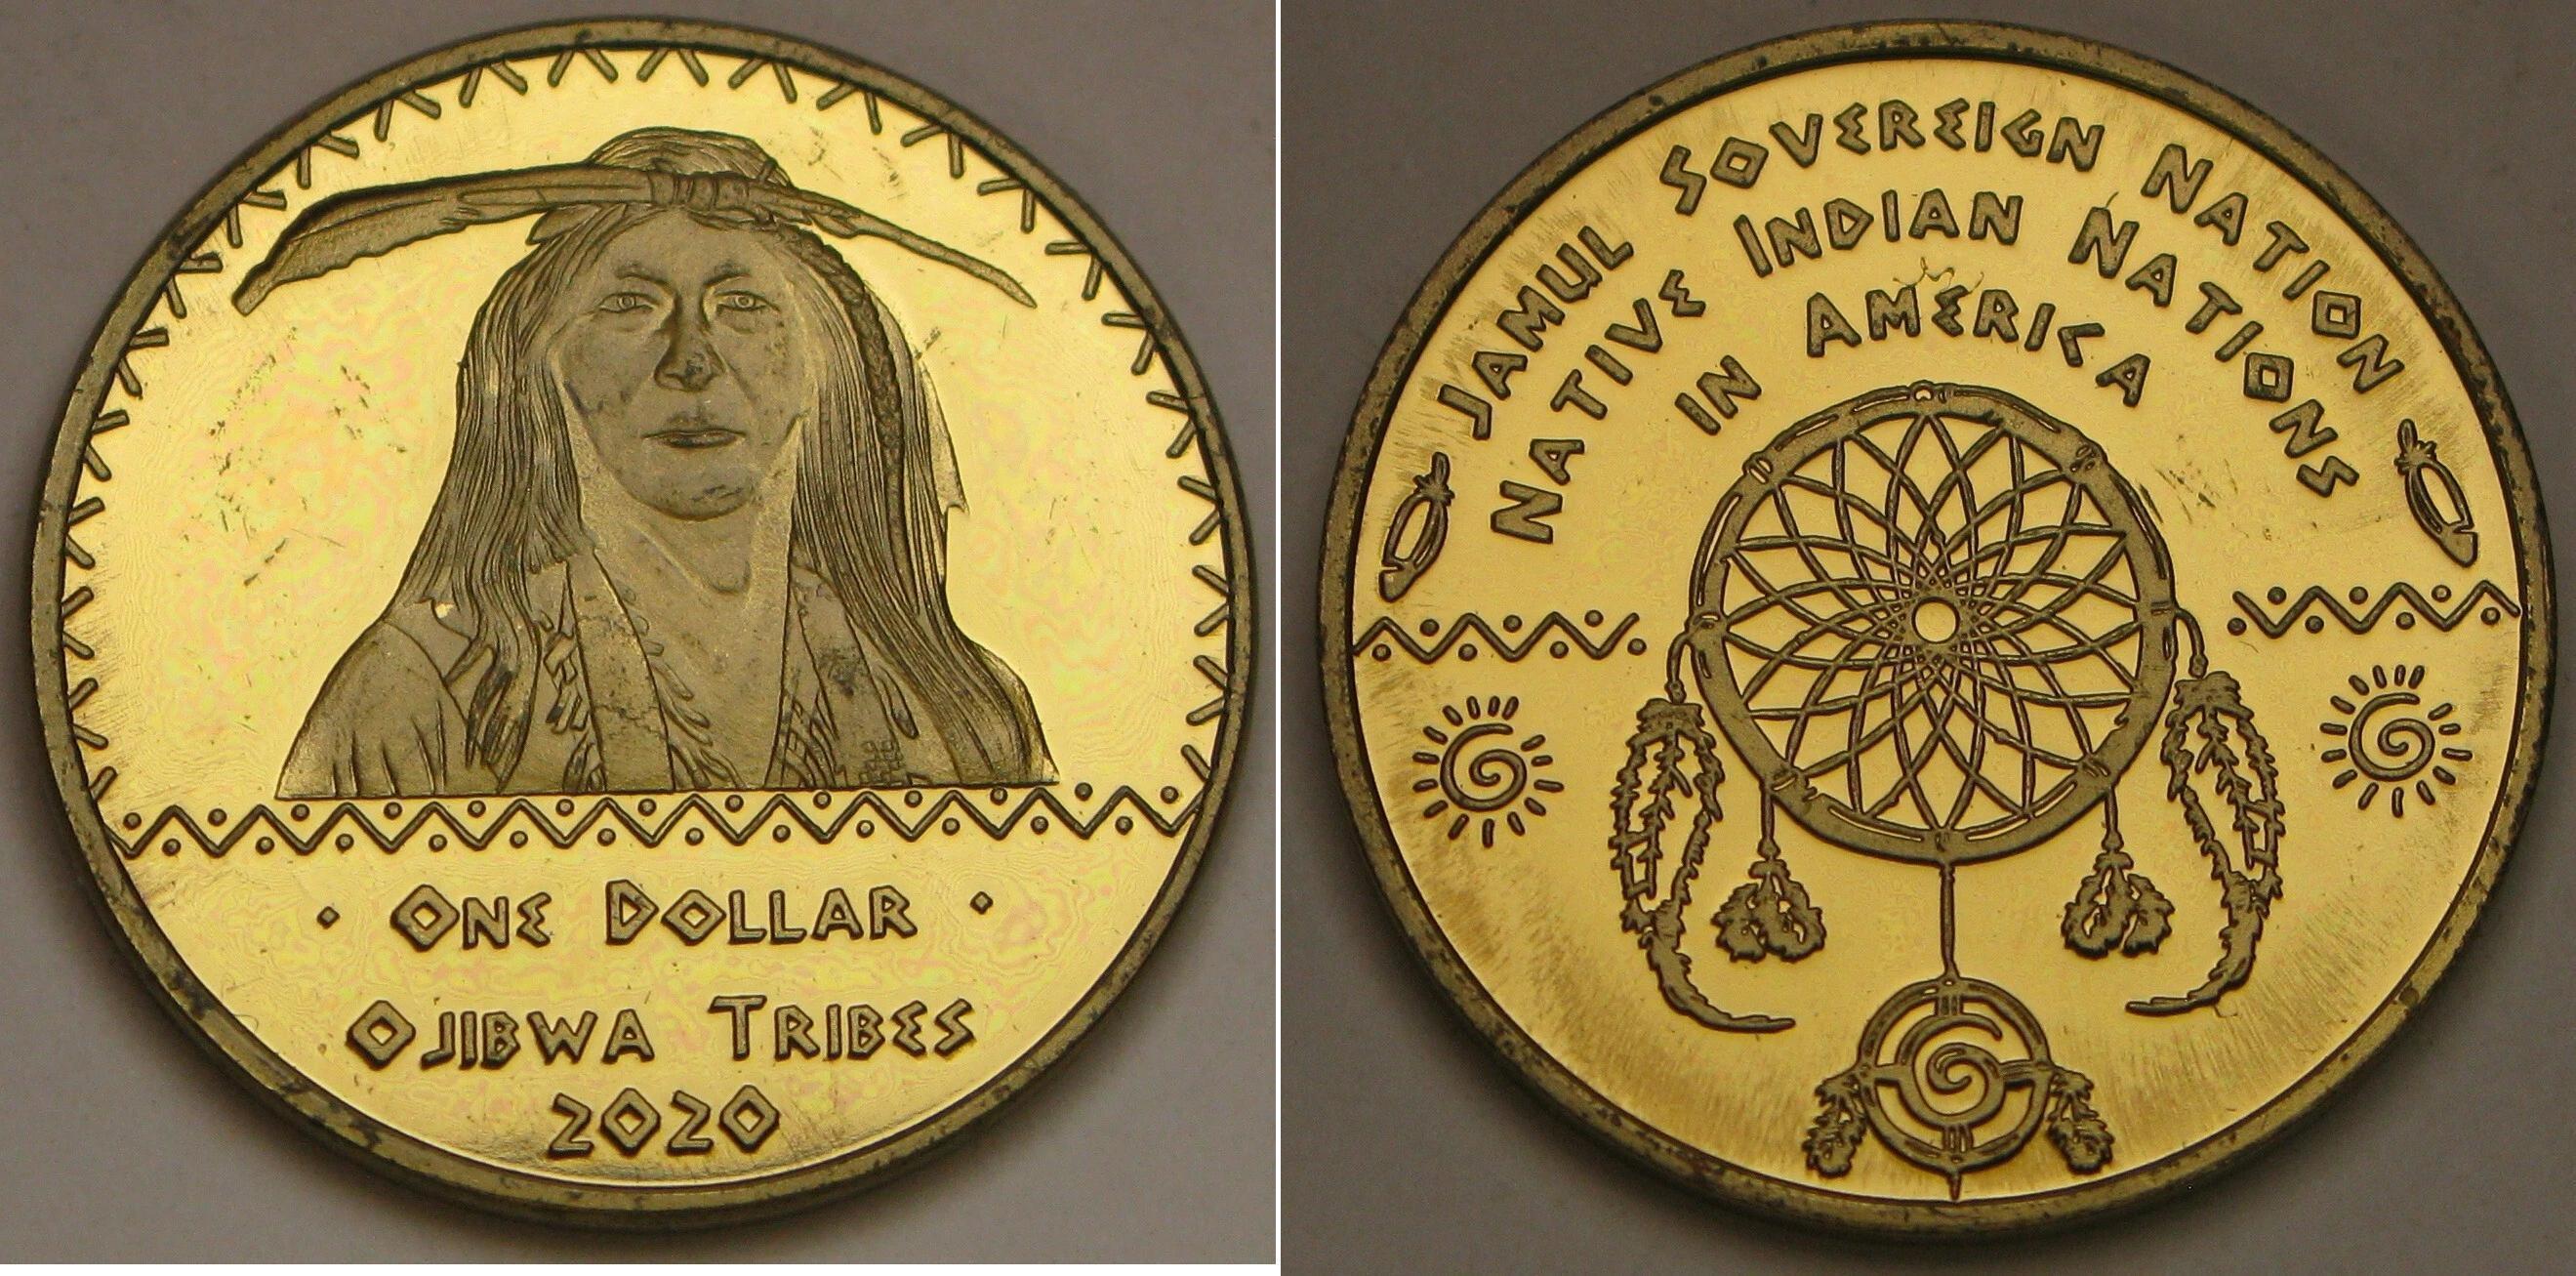 • One Dollar •
Ojibwa Tribes
2020
Jamul Sovereign Nation
Native Indian Nations
in America